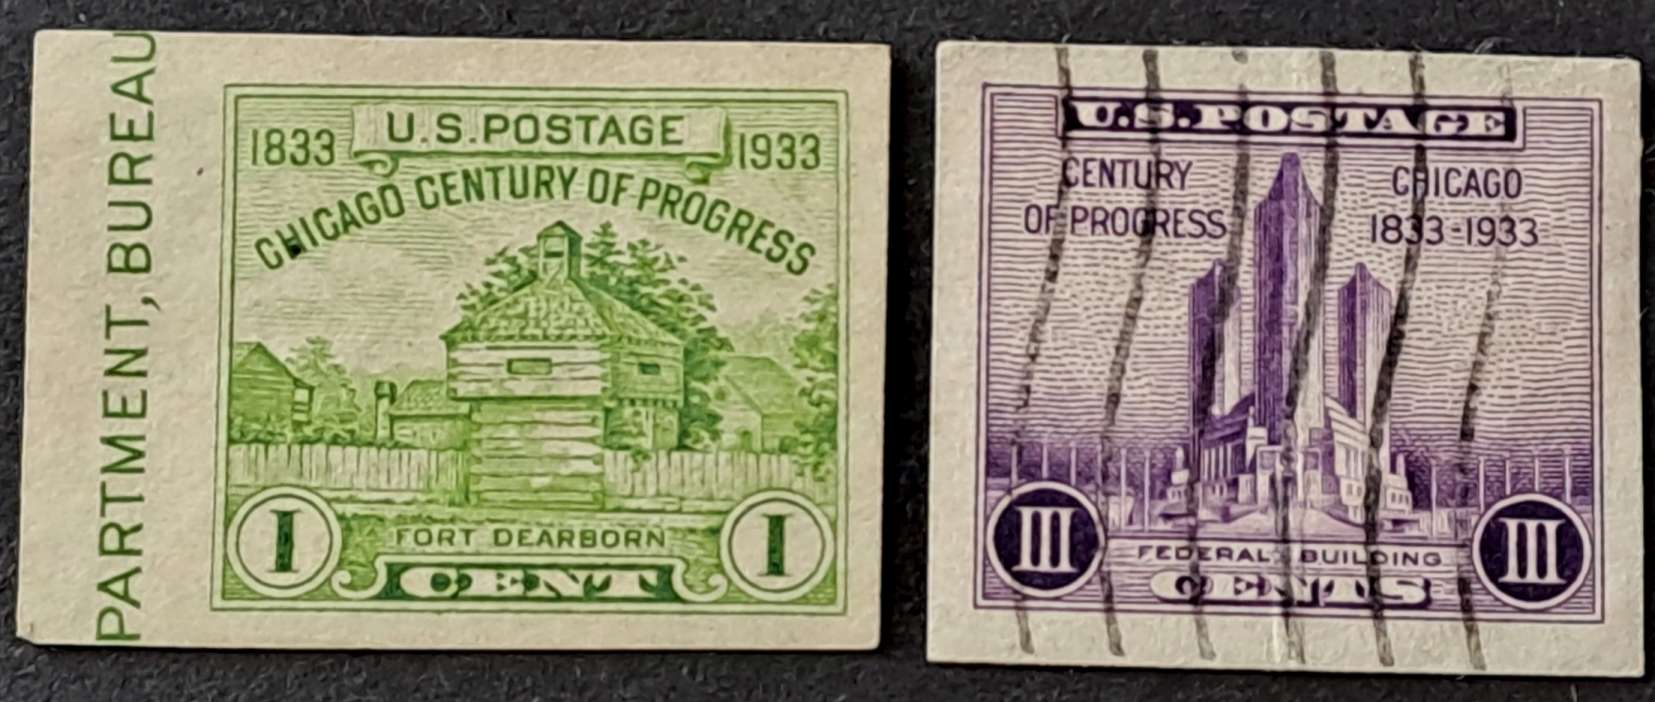 PARTMENT, BUREAU
U.S. POSTAGE
1833 1933
CHICAGO CENTURY OF PROGRESS
I I
FORT DEARBORN
CENT
U.S. POSTAGE
CENTURY
OF PROGRESS
CHICAGO
1833-1933
III III
FEDERAL BUILDING
CENTS